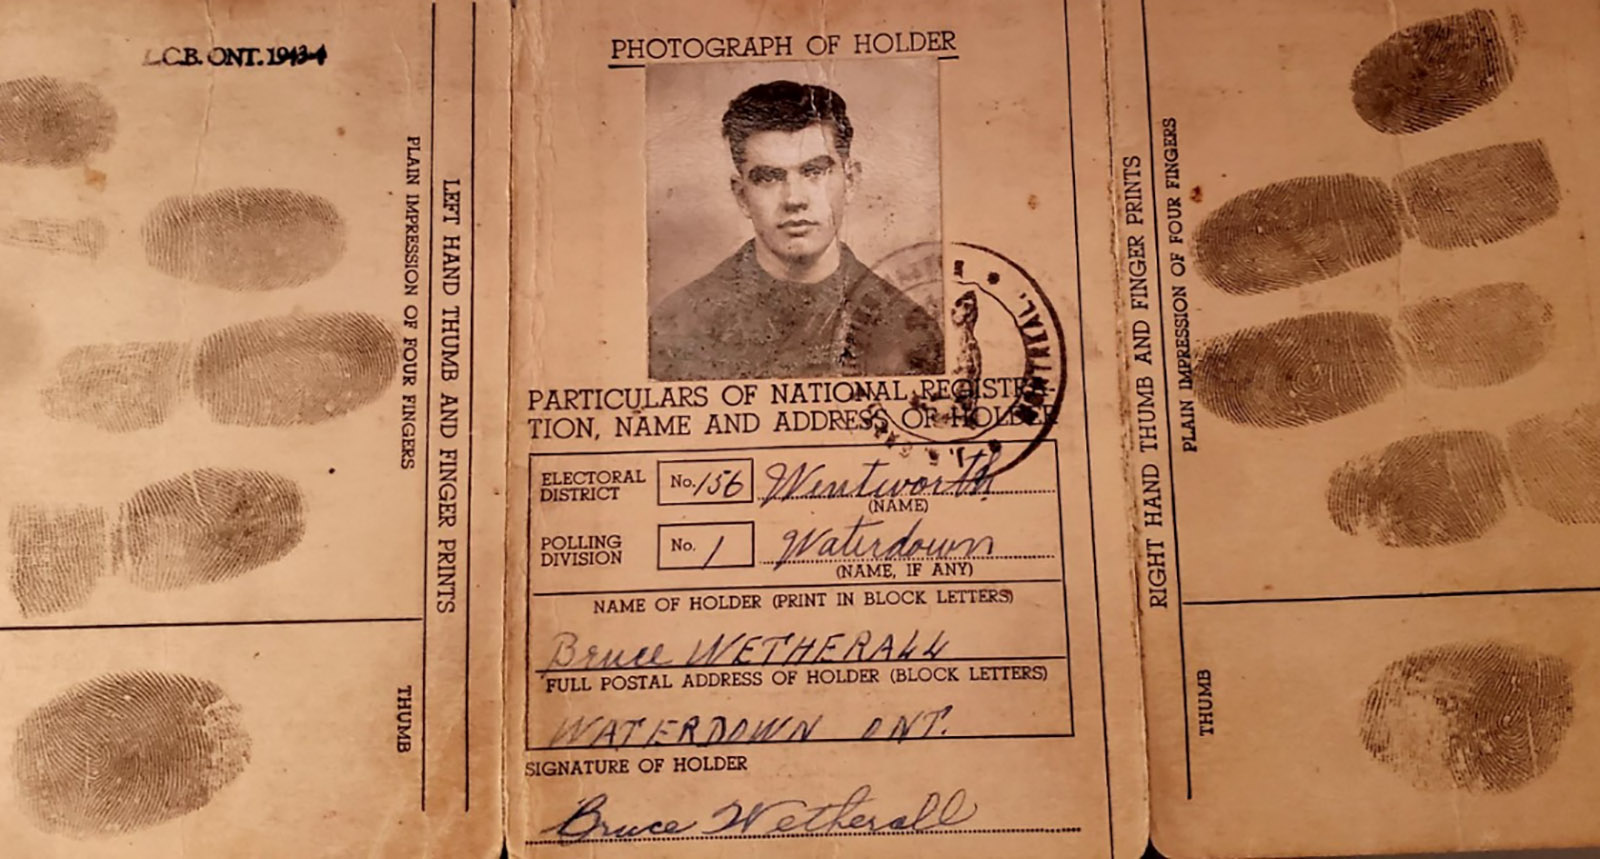 L.C.B. ONT. 1943-4
PLAIN IMPRESSION OF FOUR FINGERS
LEFT HAND THUMB AND FINGER PRINTS
THUMB
PHOTOGRAPH OF HOLDER
MONTREAL.
PARTICULARS OF NATIONAL REGISTRA-
TION, NAME AND ADDRESS OF HOLDER
ELECTORAL DISTRICT No. 156 Wentworth
(NAME)
POLLING DIVISION No. 1 Waterdown
(NAME, IF ANY)
NAME OF HOLDER (PRINT IN BLOCK LETTERS)
Bruce WETHERALL
FULL POSTAL ADDRESS OF HOLDER (BLOCK LETTERS)
WATERDOWN ONT.
SIGNATURE OF HOLDER
Bruce Wetherall
RIGHT HAND THUMB AND FINGER PRINTS
PLAIN IMPRESSION OF FOUR FINGERS
THUMB